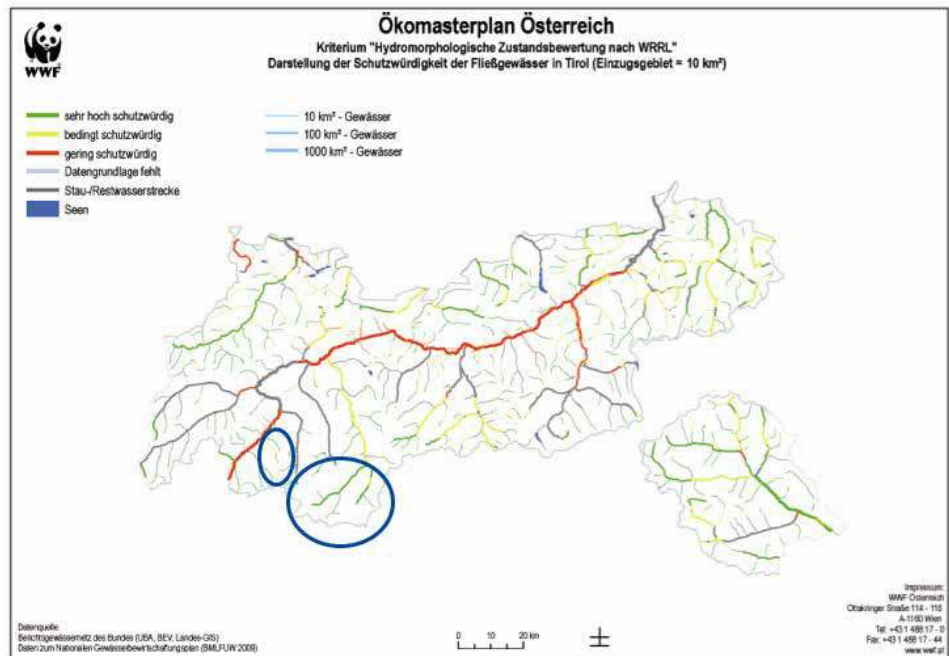 Ökomasterplan Österreich
Kriterium "Hydromorphologische Zustandsbewertung nach WRRL"
Darstellung der Schutzwürdigkeit der Fließgewässer in Tirol (Einzugsgebiet = 10 km²)
WWF
sehr hoch schutzwürdig
bedingt schutzwürdig
gering schutzwürdig
Datengrundlage fehlt
Stau-/Restwasserstrecke
Seen
10 km² - Gewässer
100 km² - Gewässer
1000 km² - Gewässer
Datenquelle:
Berichtsgewässernetz des Bundes (UBA, BEV, Landes-GIS)
Daten zum Nationalen Gewässerbewirtschaftungsplan (BMLFUW 2009)
0 10 20 km
Impressum:
WWF Österreich
Ottakringer Straße 114 - 116
A-1160 Wien
Tel: +43 1 488 17 - 0
Fax: +43 1 488 17 - 44
www.wwf.at